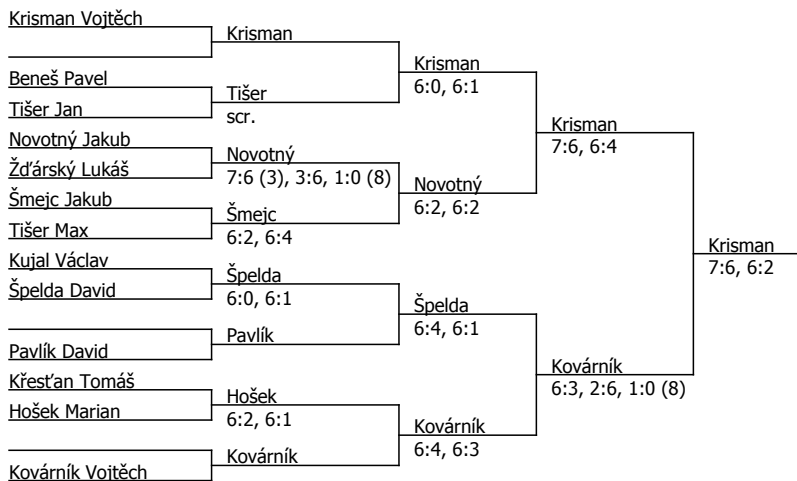 Krisman Vojtěch
Beneš Pavel
Tišer Jan
Novotný Jakub
Žďárský Lukáš
Šmejc Jakub
Tišer Max
Kujal Václav
Špelda David
Pavlík David
Křesťan Tomáš
Hošek Marian
Kovárník Vojtěch
Krisman
Tišer
scr.
Novotný
7:6 (3), 3:6, 1:0 (8)
Šmejc
6:2, 6:4
Špelda
6:0, 6:1
Pavlík
Hošek
6:2, 6:1
Kovárník
Krisman
6:0, 6:1
Novotný
6:2, 6:2
Špelda
6:4, 6:1
Kovárník
6:4, 6:3
Krisman
7:6, 6:4
Kovárník
6:3, 2:6, 1:0 (8)
Krisman
7:6, 6:2